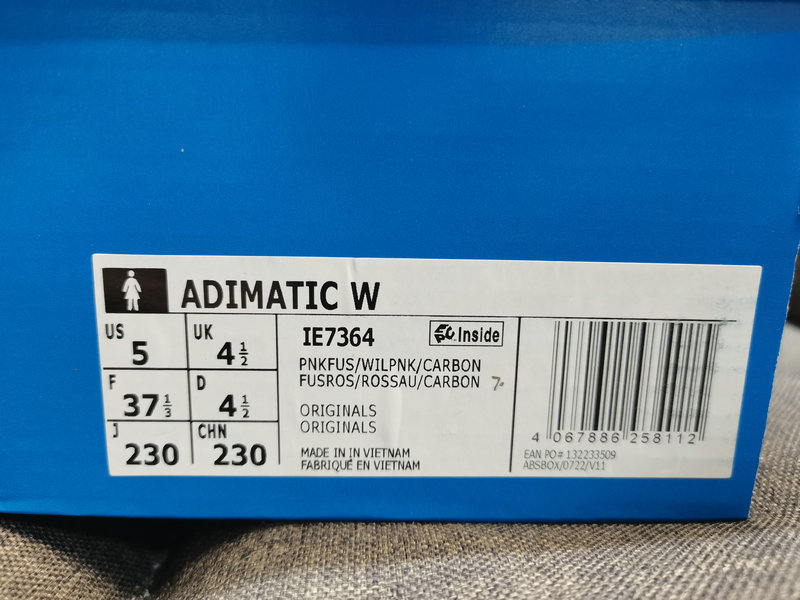 ADIMATIC W
US 5
UK 4 1/2
F 37 1/3
D 4 1/2
J 230
CHN 230
IE7364
Inside
PNKFUS/WILPNK/CARBON
FUSROS/ROSSAU/CARBON
ORIGINALS
ORIGINALS
MADE IN IN VIETNAM
FABRIQUÉ EN VIETNAM
4 067886 258112
EAN PO# 132233509
ABSBOX/0722/V11